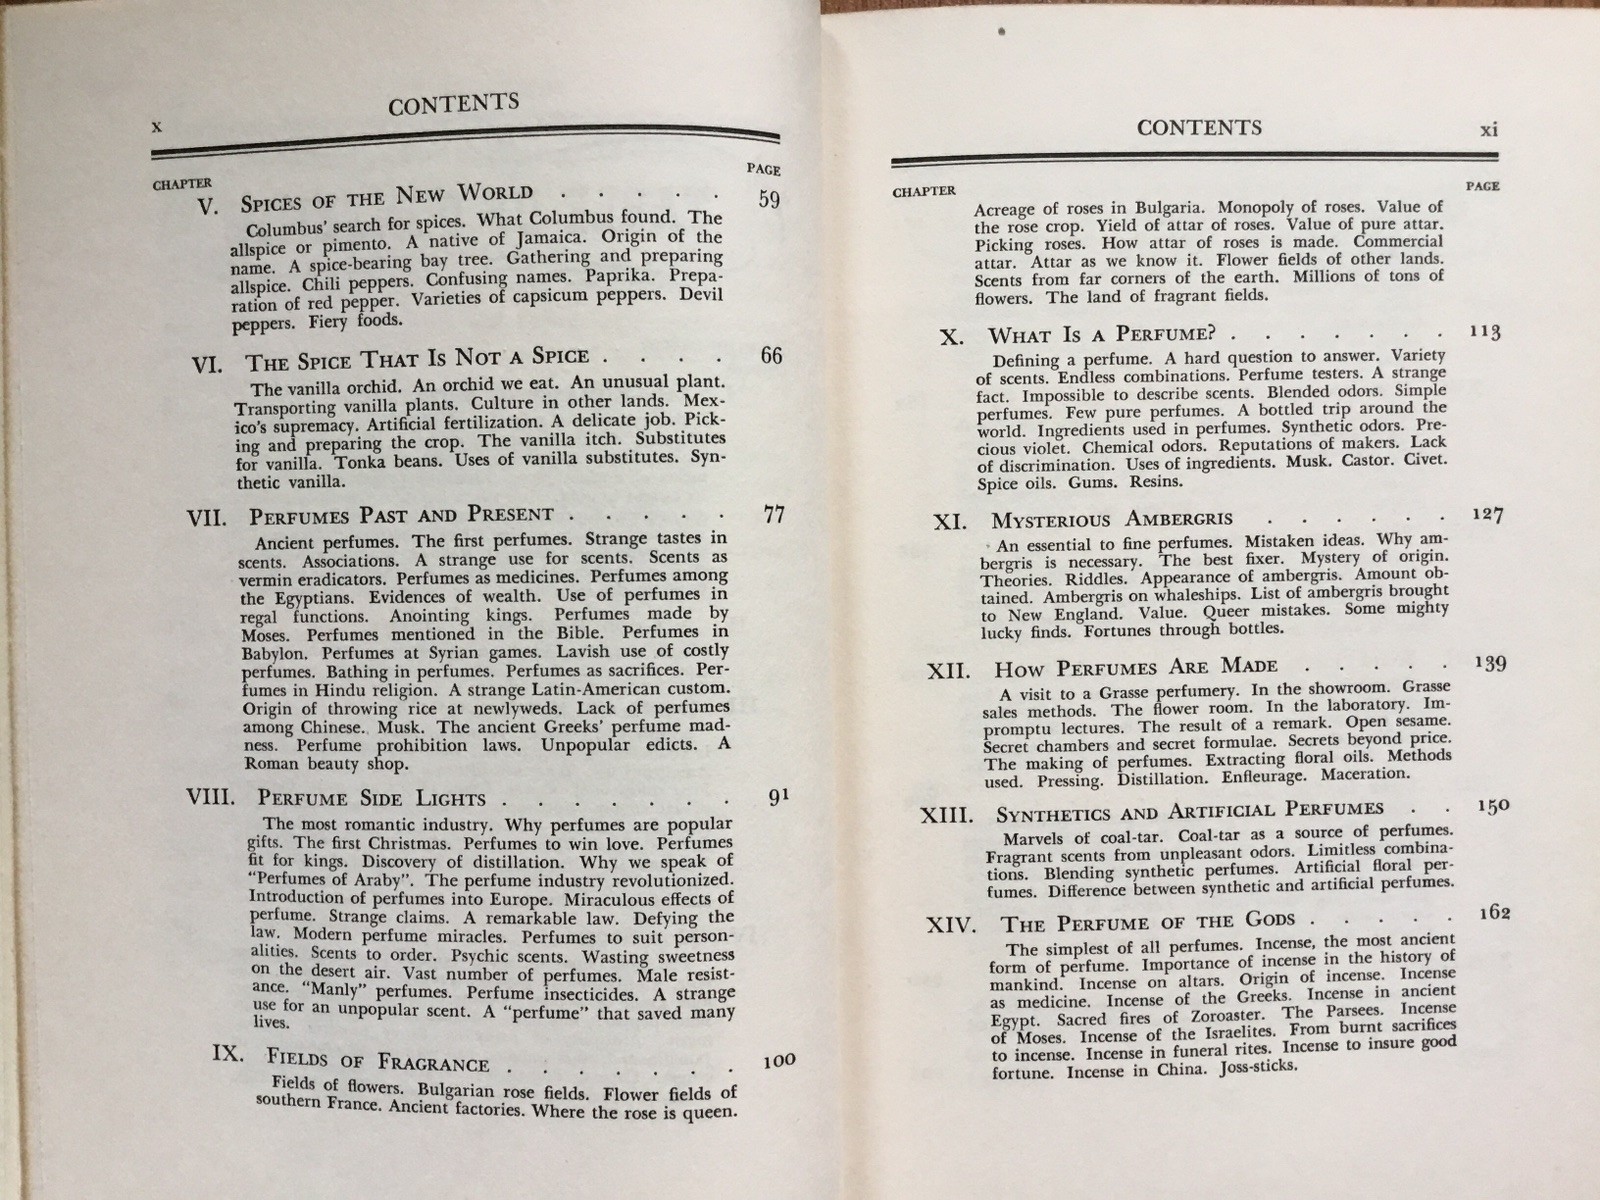 CONTENTS
x
CHAPTER PAGE
V. SPICES OF THE NEW WORLD . . . . . 59
Columbus' search for spices. What Columbus found. The
allspice or pimento. A native of Jamaica. Origin of the
name. A spice-bearing bay tree. Gathering and preparing
allspice. Chili peppers. Confusing names. Paprika. Prepa-
ration of red pepper. Varieties of capsicum peppers. Devil
peppers. Fiery foods.
VI. THE SPICE THAT IS NOT A SPICE . . . . 66
The vanilla orchid. An orchid we eat. An unusual plant.
Transporting vanilla plants. Culture in other lands. Mex-
ico's supremacy. Artificial fertilization. A delicate job. Pick-
ing and preparing the crop. The vanilla itch. Substitutes
for vanilla. Tonka beans. Uses of vanilla substitutes. Syn-
thetic vanilla.
VII. PERFUMES PAST AND PRESENT . . . . . 77
Ancient perfumes. The first perfumes. Strange tastes in
scents. Associations. A strange use for scents. Scents as
vermin eradicators. Perfumes as medicines. Perfumes among
the Egyptians. Evidences of wealth. Use of perfumes in
regal functions. Anointing kings. Perfumes made by
Moses. Perfumes mentioned in the Bible. Perfumes in
Babylon. Perfumes at Syrian games. Lavish use of costly
perfumes. Bathing in perfumes. Perfumes as sacrifices. Per-
fumes in Hindu religion. A strange Latin-American custom.
Origin of throwing rice at newlyweds. Lack of perfumes
among Chinese. Musk. The ancient Greeks' perfume mad-
ness. Perfume prohibition laws. Unpopular edicts. A
Roman beauty shop.
VIII. PERFUME SIDE LIGHTS . . . . . . . 91
The most romantic industry. Why perfumes are popular
gifts. The first Christmas. Perfumes to win love. Perfumes
fit for kings. Discovery of distillation. Why we speak of
"Perfumes of Araby". The perfume industry revolutionized.
Introduction of perfumes into Europe. Miraculous effects of
perfume. Strange claims. A remarkable law. Defying the
law. Modern perfume miracles. Perfumes to suit person-
alities. Scents to order. Psychic scents. Wasting sweetness
on the desert air. Vast number of perfumes. Male resist-
ance. "Manly" perfumes. Perfume insecticides. A strange
use for an unpopular scent. A "perfume" that saved many
lives.
IX. FIELDS OF FRAGRANCE . . . . . . . 100
Fields of flowers. Bulgarian rose fields. Flower fields of
southern France. Ancient factories. Where the rose is queen.
CONTENTS xi
CHAPTER PAGE
Acreage of roses in Bulgaria. Monopoly of roses. Value of
the rose crop. Yield of attar of roses. Value of pure attar.
Picking roses. How attar of roses is made. Commercial
attar. Attar as we know it. Flower fields of other lands.
Scents from far corners of the earth. Millions of tons of
flowers. The land of fragrant fields.
X. WHAT IS A PERFUME? . . . . . . . 113
Defining a perfume. A hard question to answer. Variety
of scents. Endless combinations. Perfume testers. A strange
fact. Impossible to describe scents. Blended odors. Simple
perfumes. Few pure perfumes. A bottled trip around the
world. Ingredients used in perfumes. Synthetic odors. Pre-
cious violet. Chemical odors. Reputations of makers. Lack
of discrimination. Uses of ingredients. Musk. Castor. Civet.
Spice oils. Gums. Resins.
XI. MYSTERIOUS AMBERGRIS . . . . . . 127
An essential to fine perfumes. Mistaken ideas. Why am-
bergris is necessary. The best fixer. Mystery of origin.
Theories. Riddles. Appearance of ambergris. Amount ob-
tained. Ambergris on whaleships. List of ambergris brought
to New England. Value. Queer mistakes. Some mighty
lucky finds. Fortunes through bottles.
XII. HOW PERFUMES ARE MADE . . . . . 139
A visit to a Grasse perfumery. In the showroom. Grasse
sales methods. The flower room. In the laboratory. Im-
promptu lectures. The result of a remark. Open sesame.
Secret chambers and secret formulae. Secrets beyond price.
The making of perfumes. Extracting floral oils. Methods
used. Pressing. Distillation. Enfleurage. Maceration.
XIII. SYNTHETICS AND ARTIFICIAL PERFUMES . . 150
Marvels of coal-tar. Coal-tar as a source of perfumes.
Fragrant scents from unpleasant odors. Limitless combina-
tions. Blending synthetic perfumes. Artificial floral per-
fumes. Difference between synthetic and artificial perfumes.
XIV. THE PERFUME OF THE GODS . . . . . 162
The simplest of all perfumes. Incense, the most ancient
form of perfume. Importance of incense in the history of
mankind. Incense on altars. Origin of incense. Incense
as medicine. Incense of the Greeks. Incense in ancient
Egypt. Sacred fires of Zoroaster. The Parsees. Incense
of Moses. Incense of the Israelites. From burnt sacrifices
to incense. Incense in funeral rites. Incense to insure good
fortune. Incense in China. Joss-sticks.